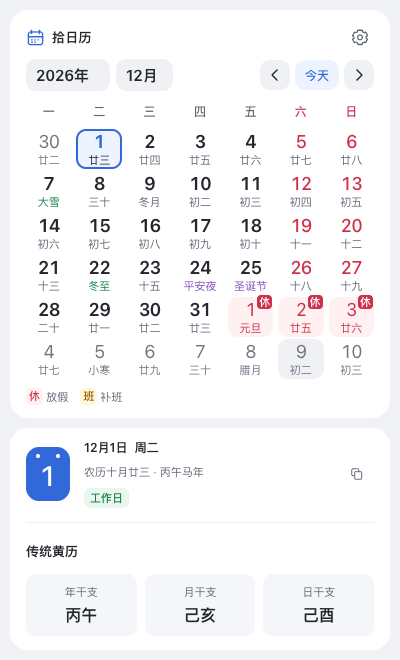 拾日历
2026年 12月 今天
一 二 三 四 五 六 日
30 1 2 3 4 5 6
廿二 廿三 廿四 廿五 廿六 廿七 廿八
7 8 9 10 11 12 13
大雪 三十 冬月 初二 初三 初四 初五
14 15 16 17 18 19 20
初六 初七 初八 初九 初十 十一 十二
21 22 23 24 25 26 27
十三 冬至 十五 平安夜 圣诞节 十八 十九
28 29 30 31 1 休 2 休 3 休
二十 廿一 廿二 廿三 元旦 廿五 廿六
4 5 6 7 8 9 10
廿七 小寒 廿九 三十 腊月 初二 初三
休 放假 班 补班
1
12月1日 周二
农历十月廿三 · 丙午马年
工作日
传统黄历
年干支 月干支 日干支
丙午 己亥 己酉